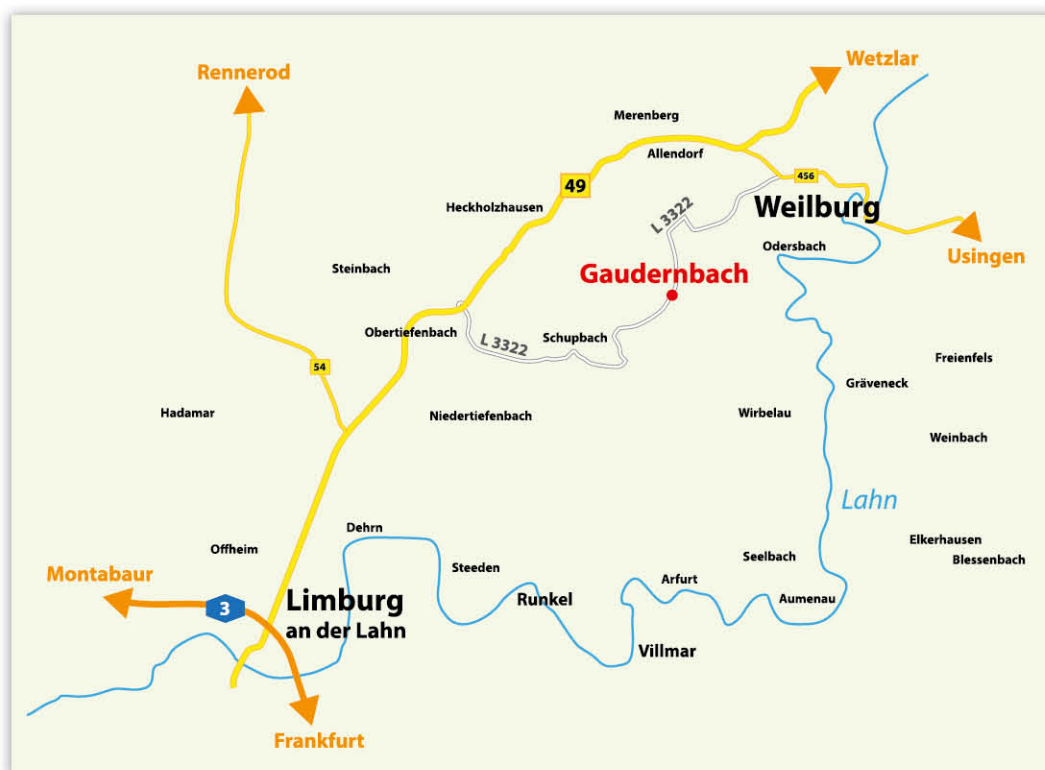 Rennerod
Wetzlar
Merenberg
Allendorf
49
456
Heckholzhausen
L 3322
Weilburg
Odersbach
Usingen
Steinbach
Gaudernbach
Obertiefenbach
L 3322
Schupbach
54
Freienfels
Gräveneck
Hadamar
Niedertiefenbach
Wirbelau
Weinbach
Lahn
Dehrn
Offheim
Elkerhausen
Blessenbach
Seelbach
Steeden
Montabaur
Arfurt
3
Limburg
an der Lahn
Runkel
Aumenau
Villmar
Frankfurt